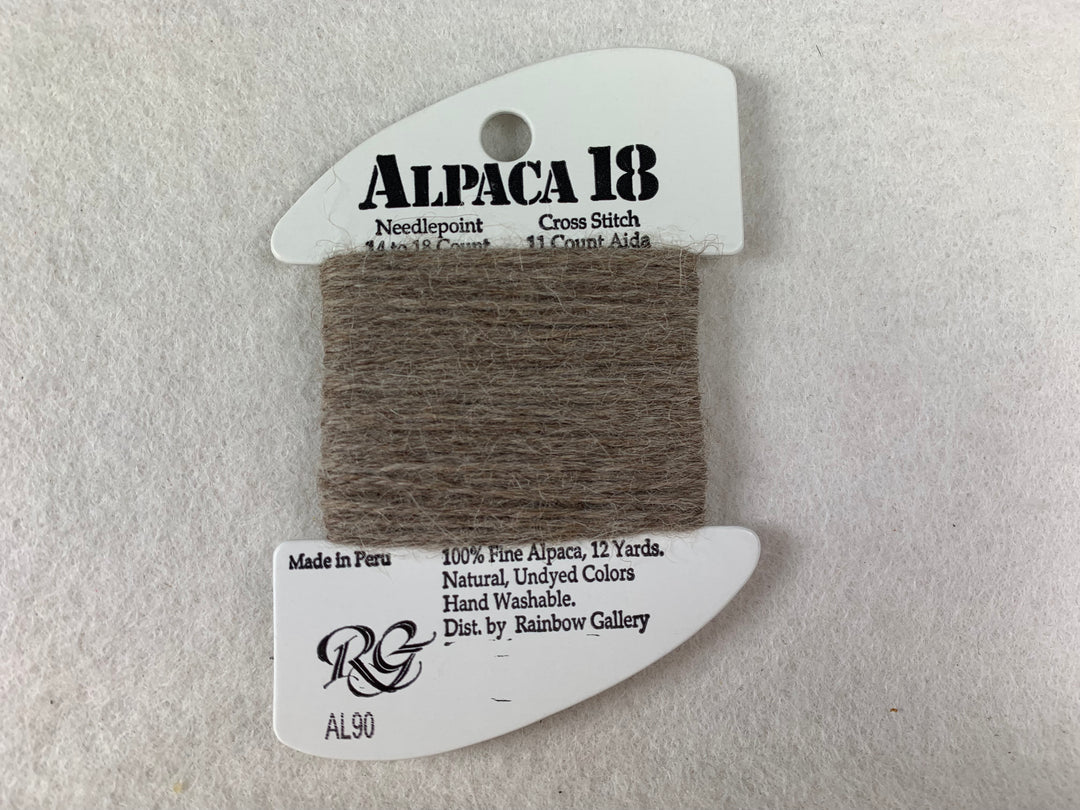 ALPACA 18
Needlepoint Cross Stitch
14 to 18 Count 11 Count Aida
Made in Peru
100% Fine Alpaca, 12 Yards.
Natural, Undyed Colors
Hand Washable.
Dist. by Rainbow Gallery
RG
AL90